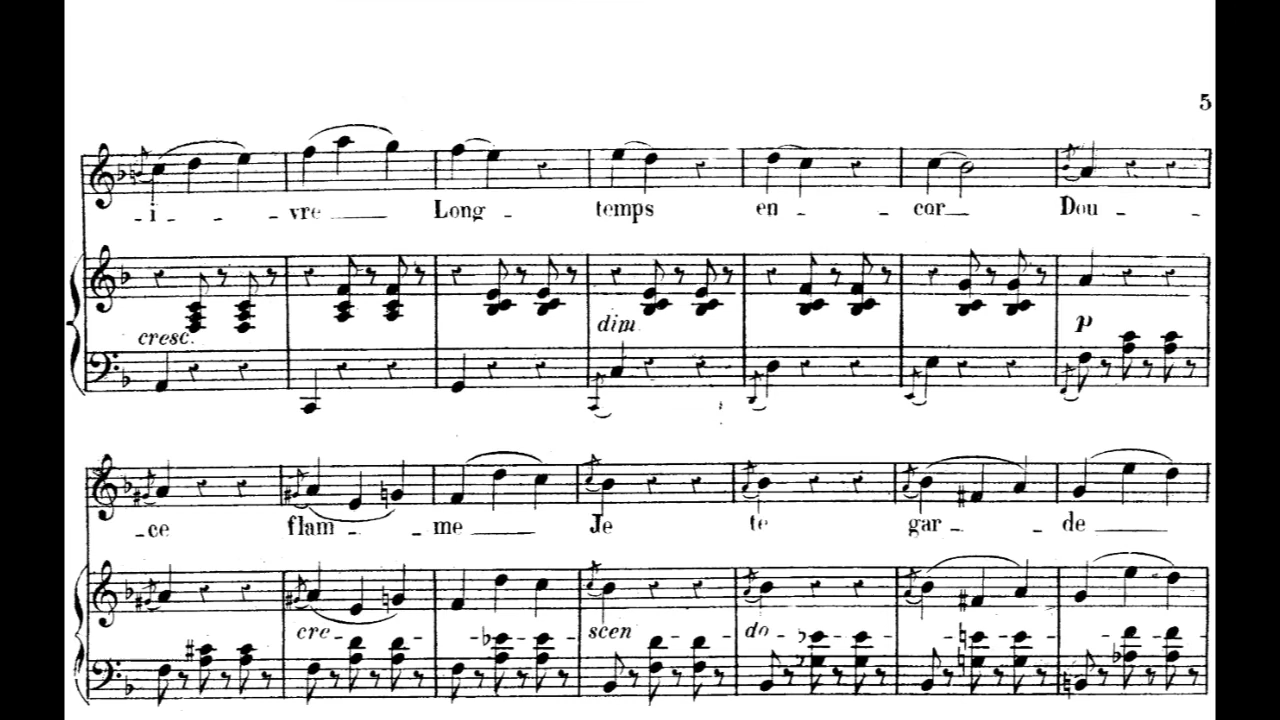 5
- i - - vre Long - temps en - cor Dou -
cresc. dim p
- ce flam - - me Je te gar - - de
cre - - - - - - scen - - do - - - - - -